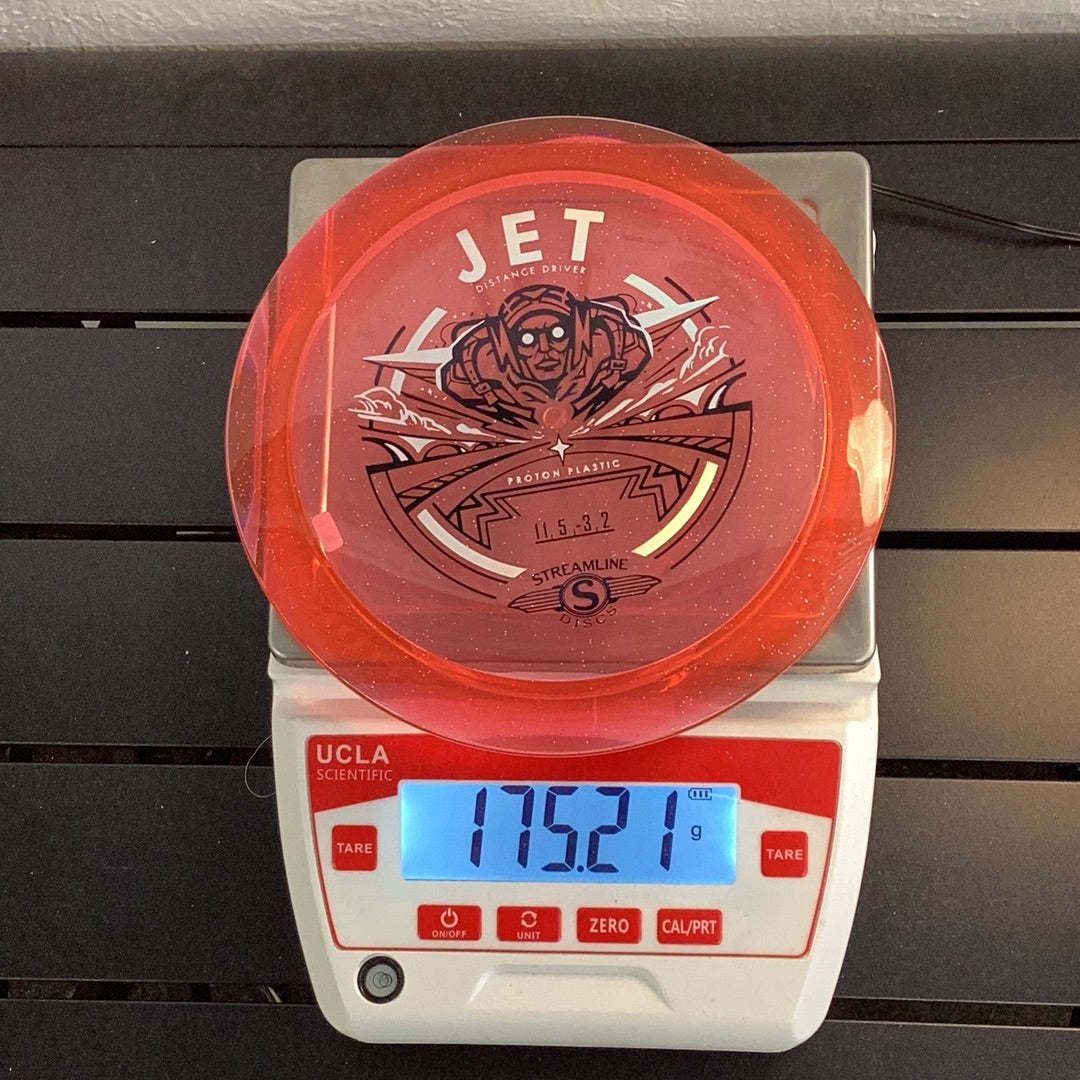 JET
DISTANCE DRIVER
PROTON PLASTIC
11, 5, -3, 2
STREAMLINE
S
DISCS
UCLA
SCIENTIFIC
175.21 g
TARE
TARE
ON/OFF
UNIT
ZERO
CAL/PRT